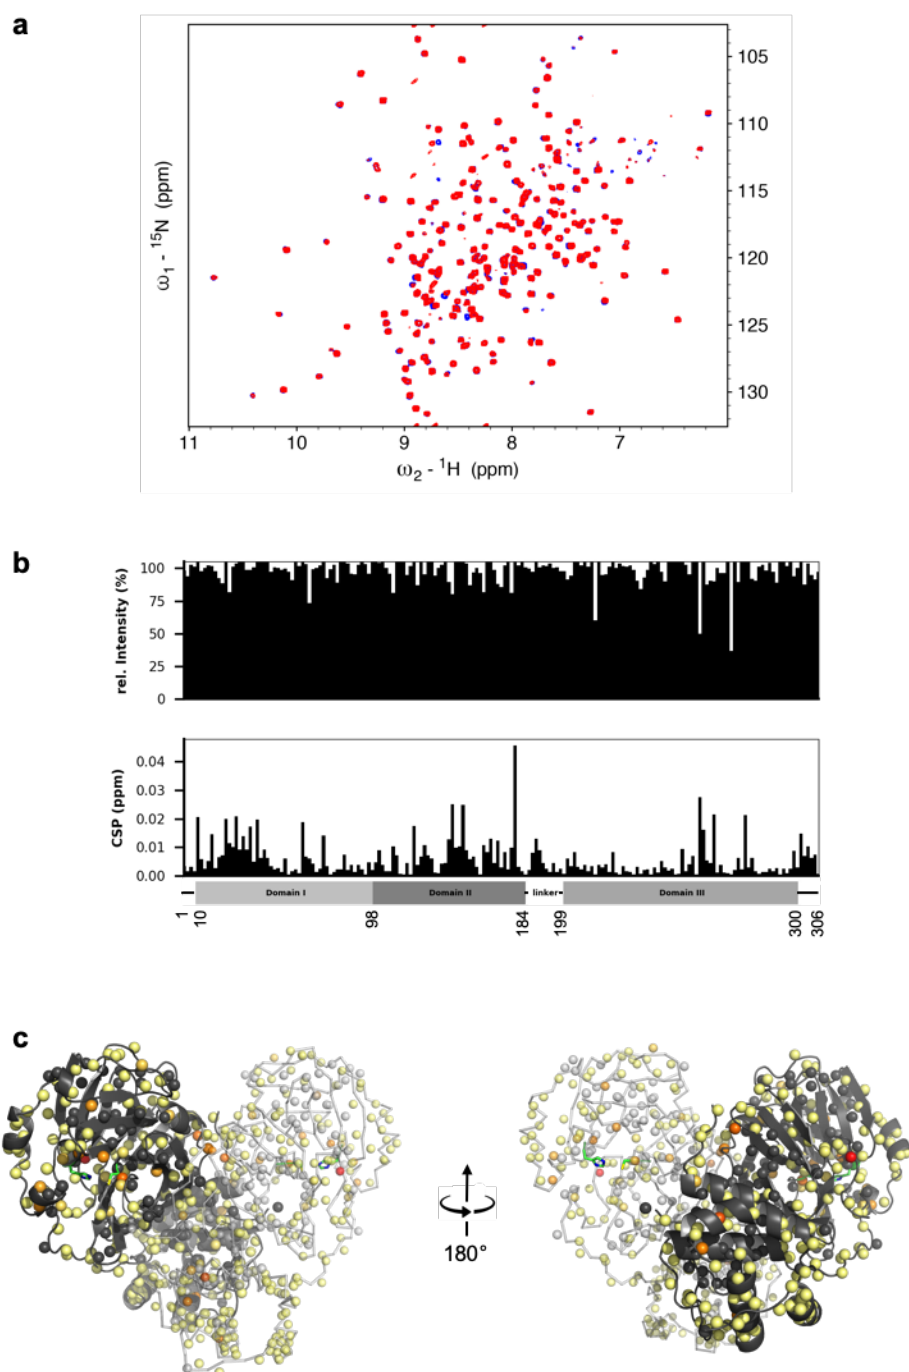 a
105
110
115
120
125
130
ω1 - 15N (ppm)
11 10 9 8 7
ω2 - 1H (ppm)
b
100
75
50
25
0
rel. Intensity (%)
0.04
0.03
0.02
0.01
0.00
CSP (ppm)
Domain I Domain II linker Domain III
1 10 98 184 199 300 306
c
180°